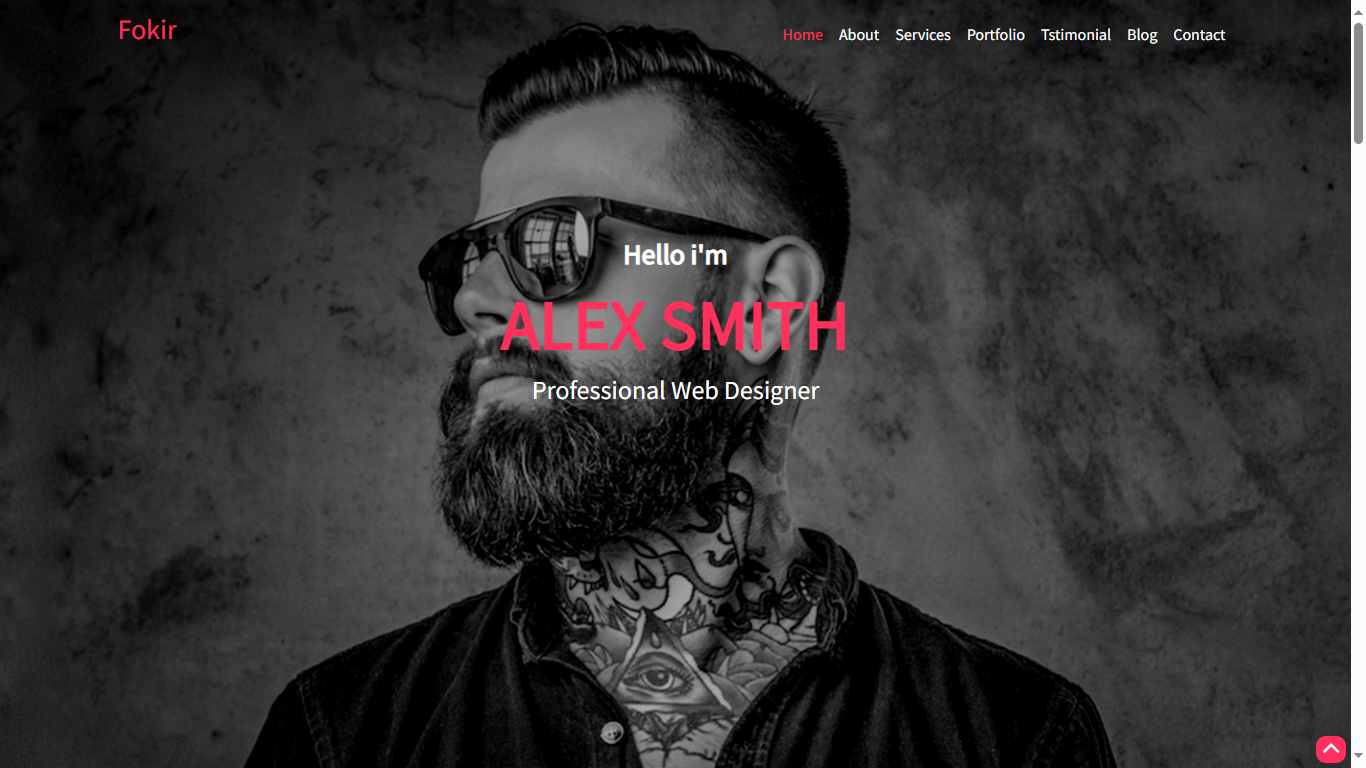 Fokir
Home About Services Portfolio Tstimonial Blog Contact
Hello i'm
ALEX SMITH
Professional Web Designer